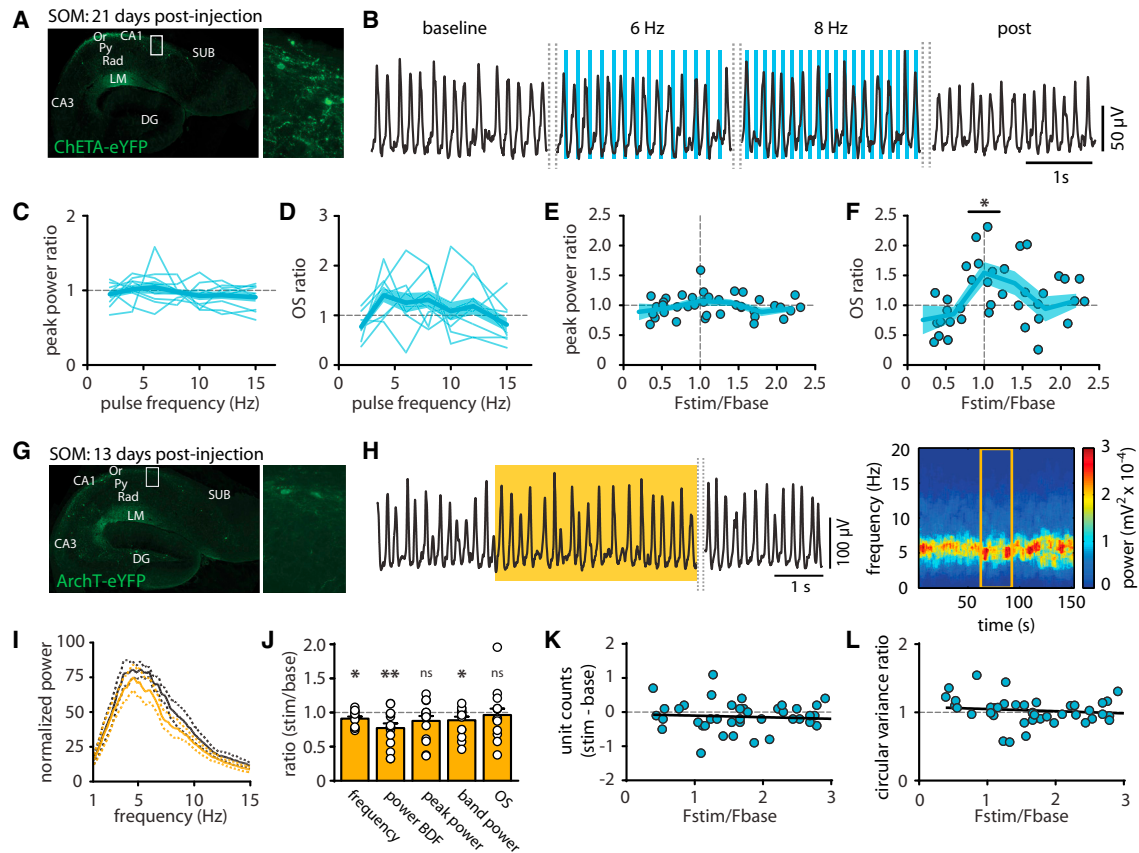 A SOM: 21 days post-injection
Or CA1
Py
Rad
SUB
LM
CA3
DG
ChETA-eYFP
B
baseline 6 Hz 8 Hz post
50 µV
1s
C
peak power ratio
2
1
0
0 5 10 15
pulse frequency (Hz)
D
OS ratio
3
2
1
0
0 5 10 15
pulse frequency (Hz)
E
peak power ratio
2.5
2.0
1.5
1.0
0.5
0
0 0.5 1.0 1.5 2.0 2.5
Fstim/Fbase
F
OS ratio
*
2.5
2.0
1.5
1.0
0.5
0
0 0.5 1.0 1.5 2.0 2.5
Fstim/Fbase
G SOM: 13 days post-injection
Or
CA1 Py
Rad
SUB
LM
CA3
DG
ArchT-eYFP
H
100 µV
1 s
frequency (Hz)
20
15
10
5
0
50 100 150
time (s)
3
2
1
0
power (mV² x 10⁻⁴)
I
normalized power
100
75
50
25
0
1 5 10 15
frequency (Hz)
J
ratio (stim/base)
2.0
1.5
1.0
0.5
0
* ** ns * ns
frequency
power BDF
peak power
band power
OS
K
unit counts
(stim - base)
2
1
0
-1
-2
0 1 2 3
Fstim/Fbase
L
circular variance ratio
2
1
0
0 1 2 3
Fstim/Fbase